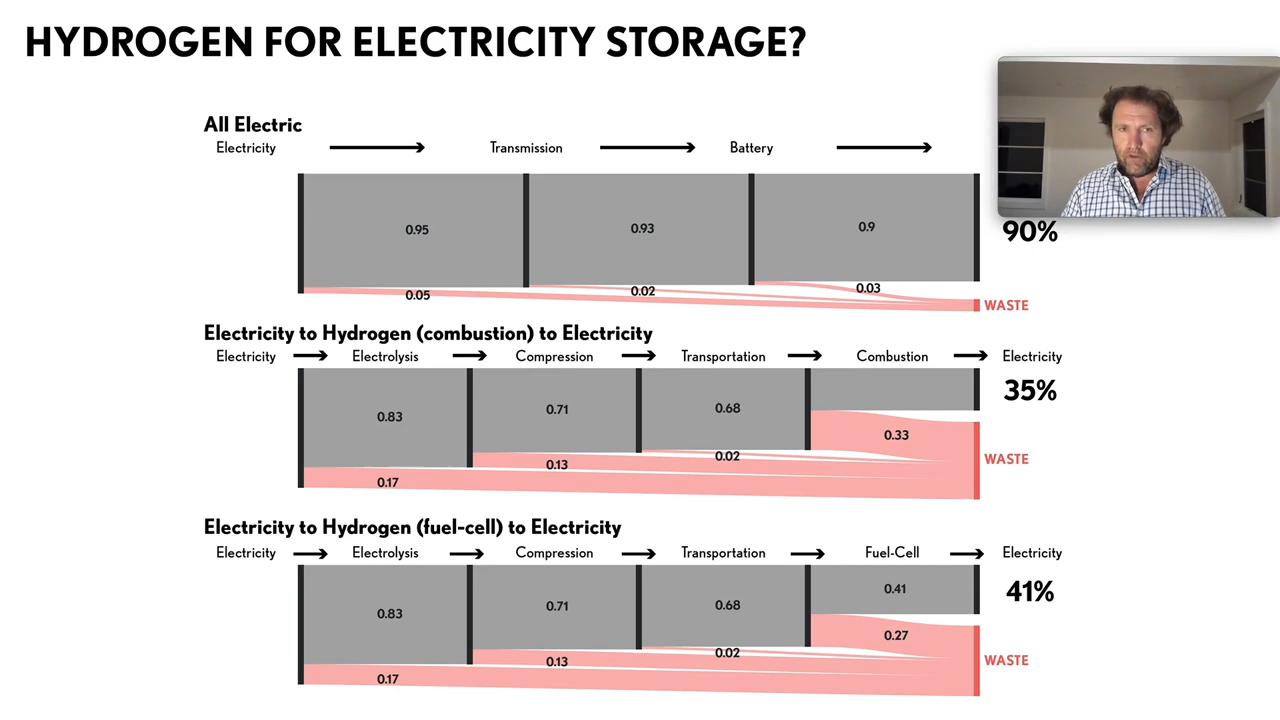 HYDROGEN FOR ELECTRICITY STORAGE?
All Electric
Electricity Transmission Battery
0.95 0.93 0.9
90%
0.05 0.02 0.03
WASTE
Electricity to Hydrogen (combustion) to Electricity
Electricity Electrolysis Compression Transportation Combustion Electricity
35%
0.83 0.71 0.68
0.33
0.17 0.13 0.02
WASTE
Electricity to Hydrogen (fuel-cell) to Electricity
Electricity Electrolysis Compression Transportation Fuel-Cell Electricity
0.83 0.71 0.68 0.41
41%
0.27
0.17 0.13 0.02
WASTE